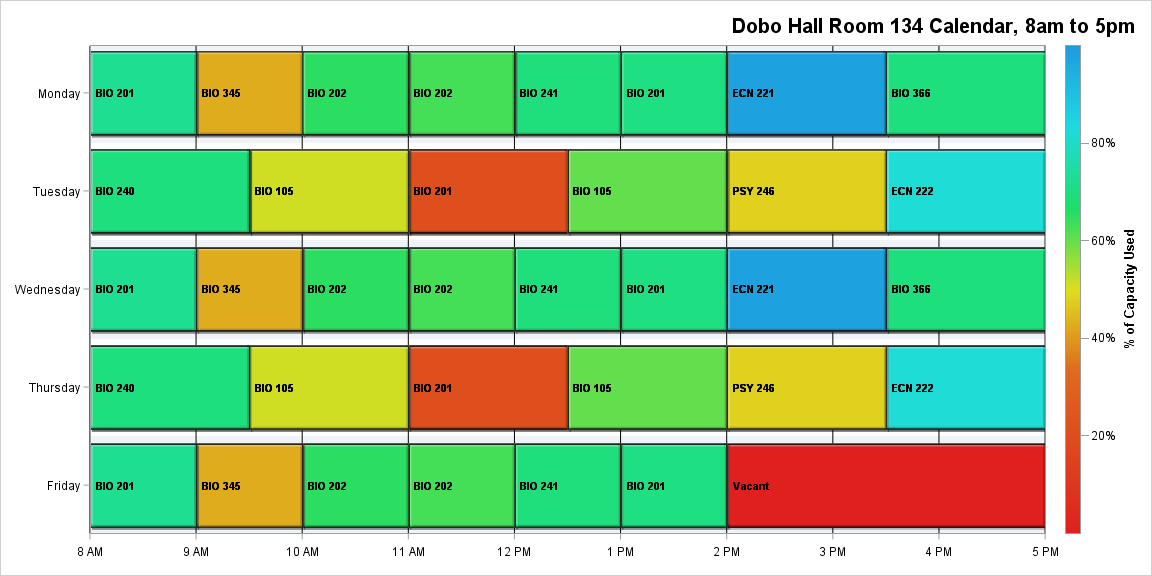 Dobo Hall Room 134 Calendar, 8am to 5pm
Monday
BIO 201
BIO 345
BIO 202
BIO 202
BIO 241
BIO 201
ECN 221
BIO 366
Tuesday
BIO 240
BIO 105
BIO 201
BIO 105
PSY 246
ECN 222
Wednesday
BIO 201
BIO 345
BIO 202
BIO 202
BIO 241
BIO 201
ECN 221
BIO 366
Thursday
BIO 240
BIO 105
BIO 201
BIO 105
PSY 246
ECN 222
Friday
BIO 201
BIO 345
BIO 202
BIO 202
BIO 241
BIO 201
Vacant
8 AM
9 AM
10 AM
11 AM
12 PM
1 PM
2 PM
3 PM
4 PM
5 PM
80%
60%
40%
20%
% of Capacity Used